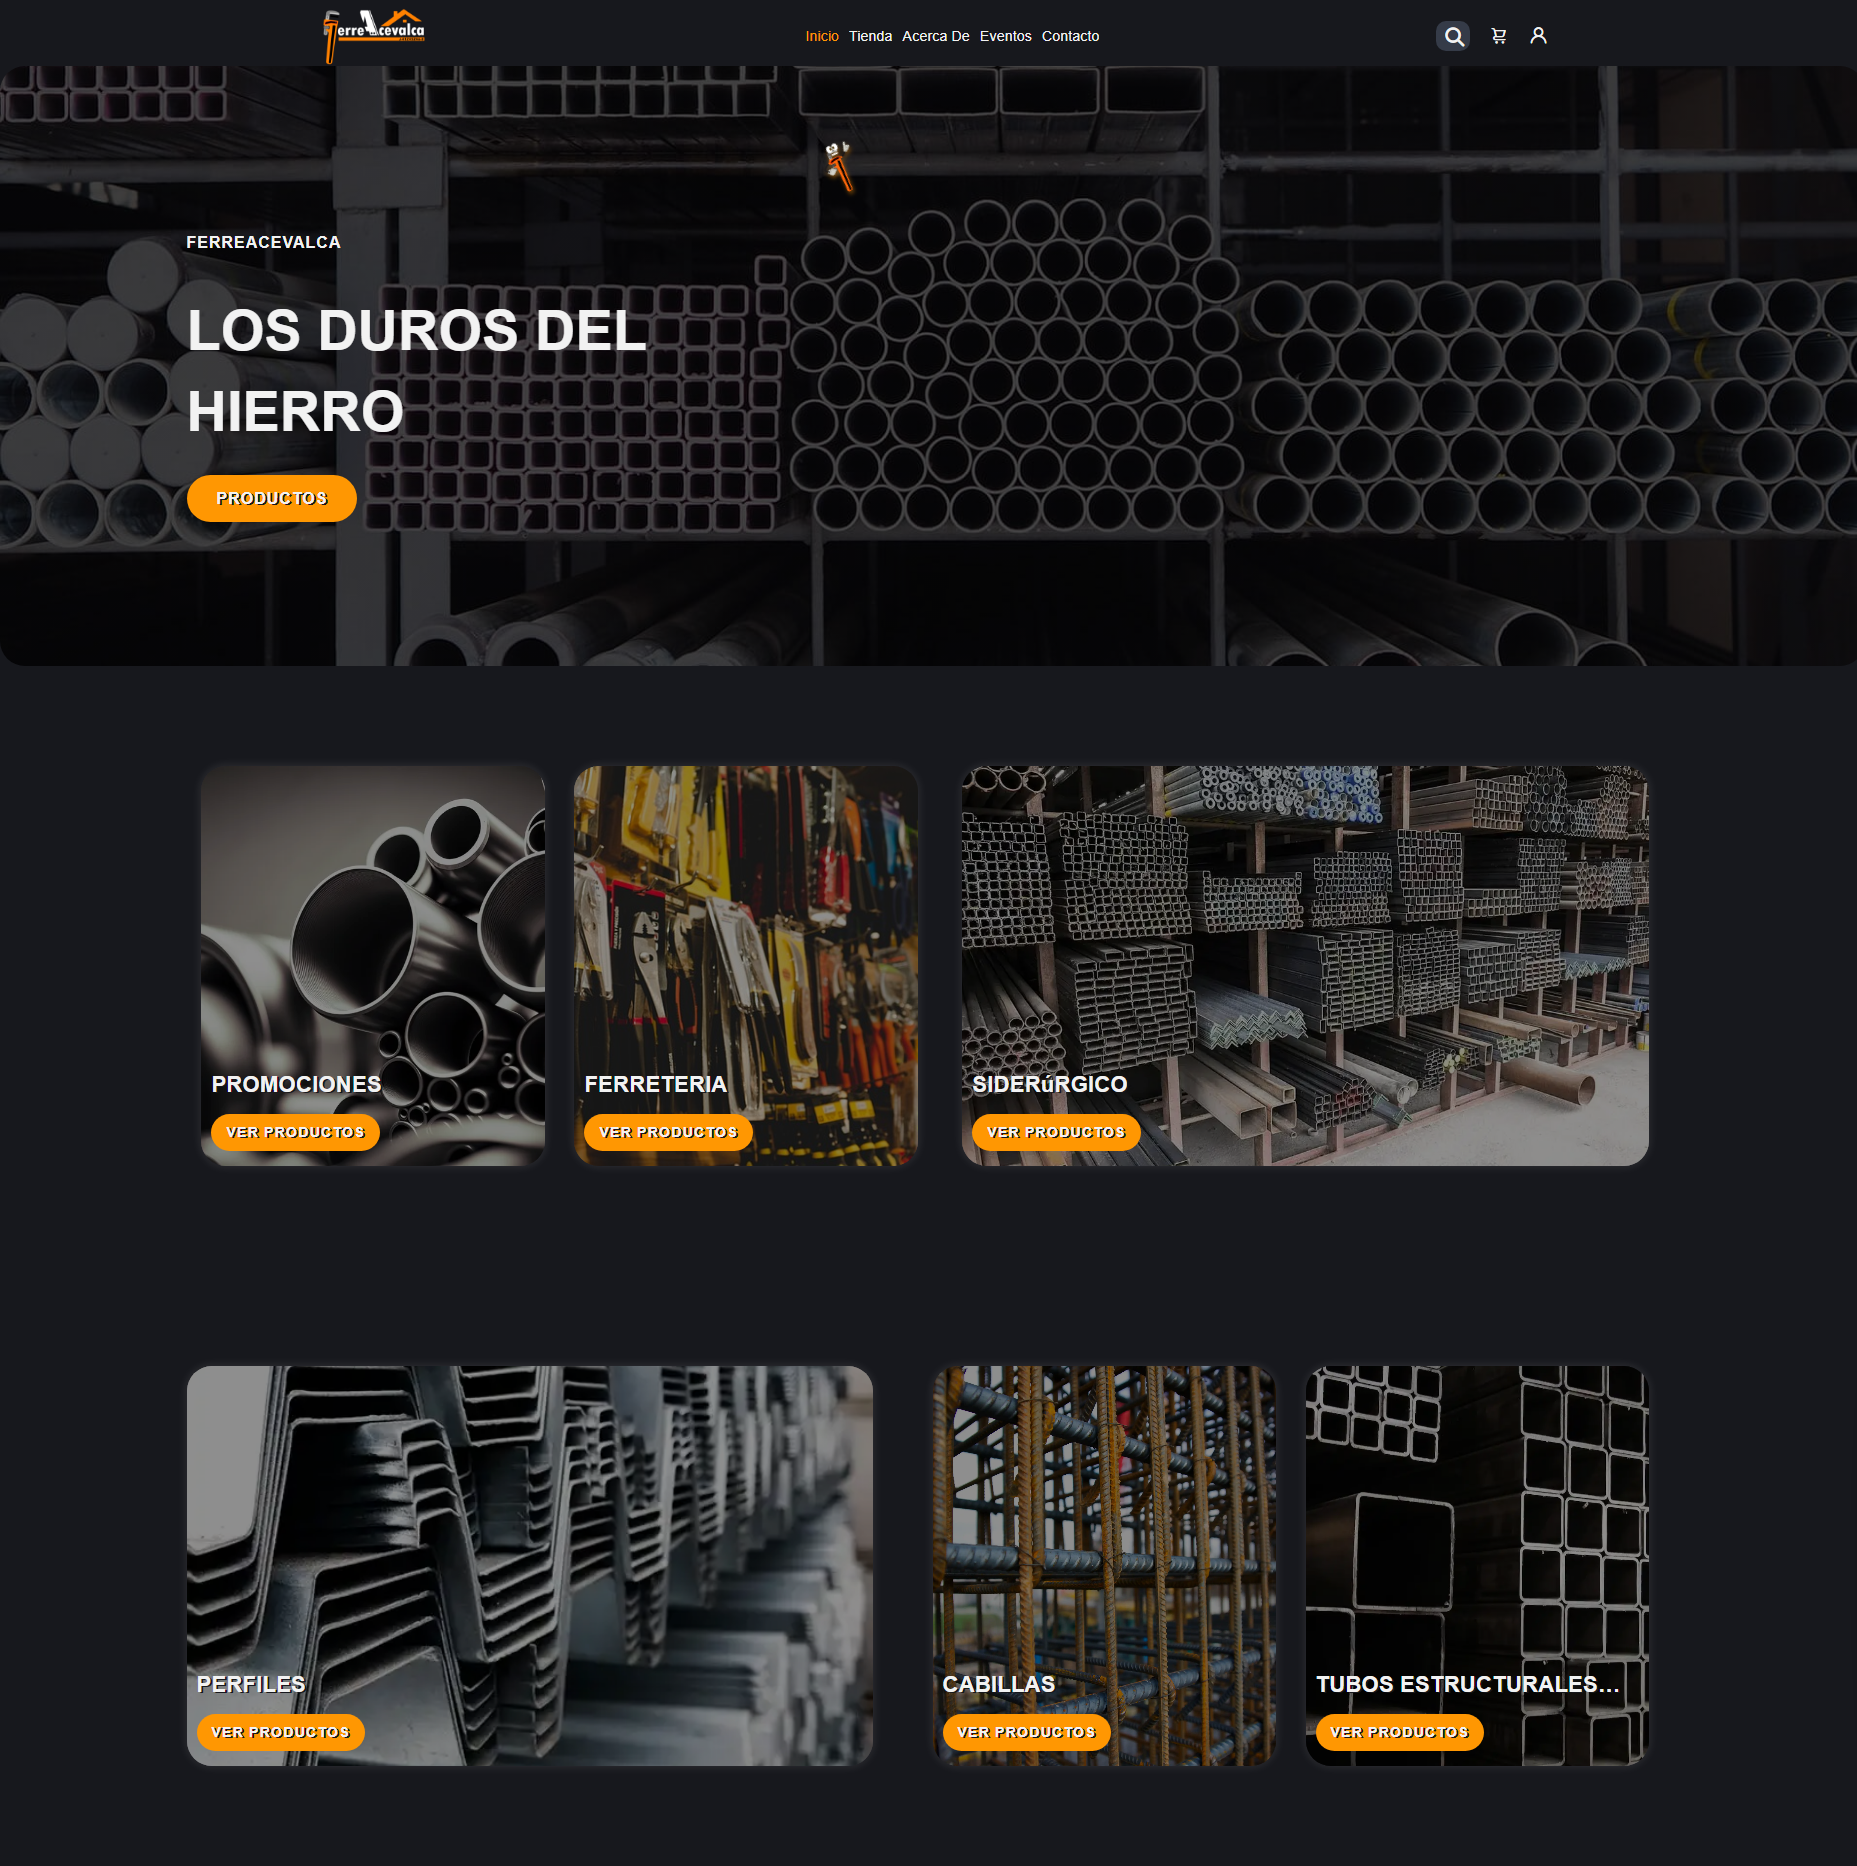 FerreAcevalca
Inicio Tienda Acerca De Eventos Contacto
FERREACEVALCA
LOS DUROS DEL
HIERRO
PRODUCTOS
PROMOCIONES
VER PRODUCTOS
FERRETERIA
VER PRODUCTOS
SIDERúRGICO
VER PRODUCTOS
PERFILES
VER PRODUCTOS
CABILLAS
VER PRODUCTOS
TUBOS ESTRUCTURALES...
VER PRODUCTOS